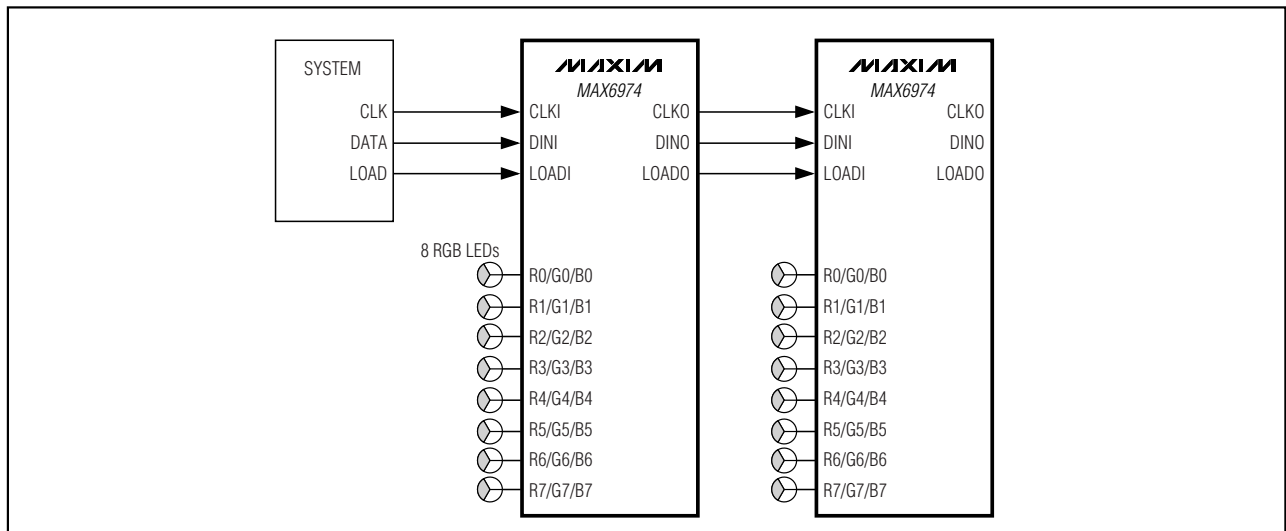 SYSTEM
CLK
DATA
LOAD
MAXIM
MAX6974
CLKI CLKO
DINI DINO
LOADI LOADO
8 RGB LEDs
R0/G0/B0
R1/G1/B1
R2/G2/B2
R3/G3/B3
R4/G4/B4
R5/G5/B5
R6/G6/B6
R7/G7/B7
MAXIM
MAX6974
CLKI CLKO
DINI DINO
LOADI LOADO
R0/G0/B0
R1/G1/B1
R2/G2/B2
R3/G3/B3
R4/G4/B4
R5/G5/B5
R6/G6/B6
R7/G7/B7